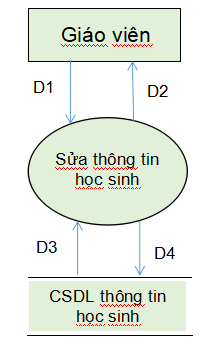 Giáo viên
D1
D2
Sửa thông tin
học sinh
D3
D4
CSDL thông tin
học sinh